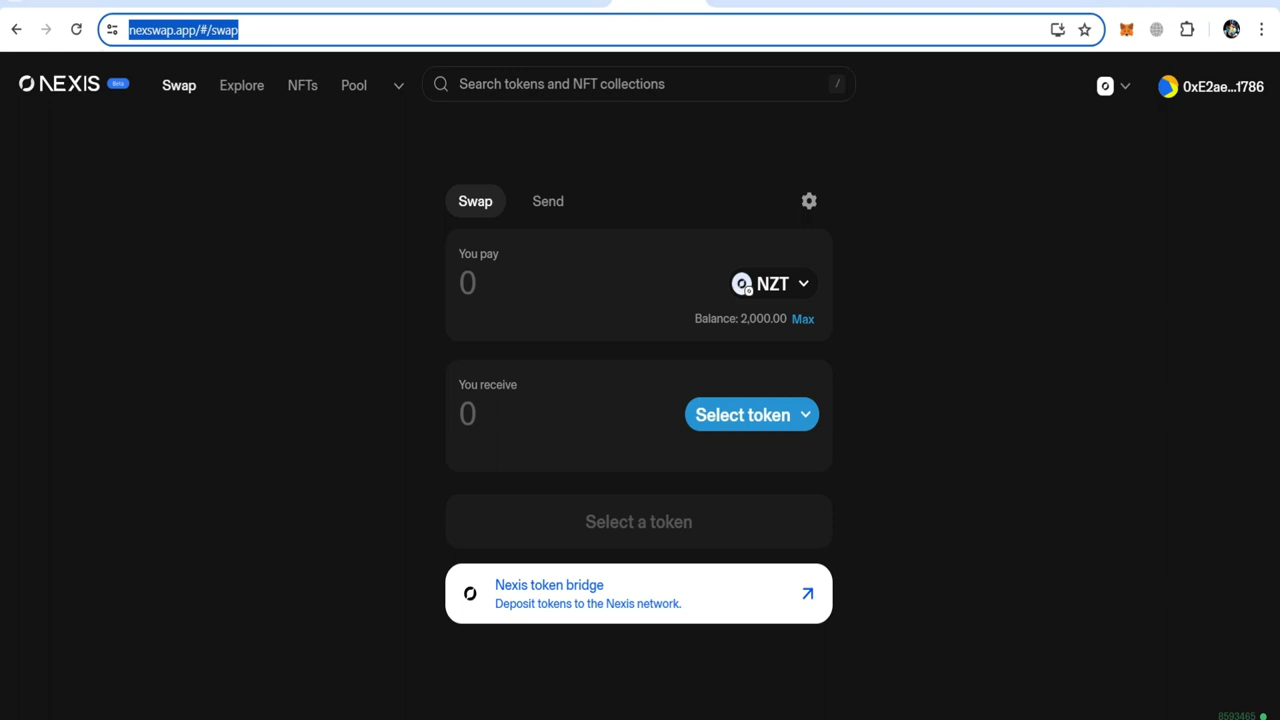 nexswap.app/#/swap
NEXIS Beta Swap Explore NFTs Pool Search tokens and NFT collections / 0xE2ae...1786
Swap Send
You pay
0 NZT
Balance: 2,000.00 Max
You receive
0 Select token
Select a token
Nexis token bridge
Deposit tokens to the Nexis network.
8593465